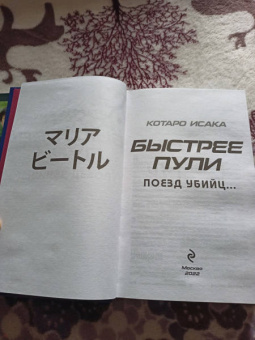 マリア
ビートル
КОТАРО ИСАКА
БЫСТРЕЕ
ПУЛИ
ПОЕЗД УБИЙЦ...
Москва
2022